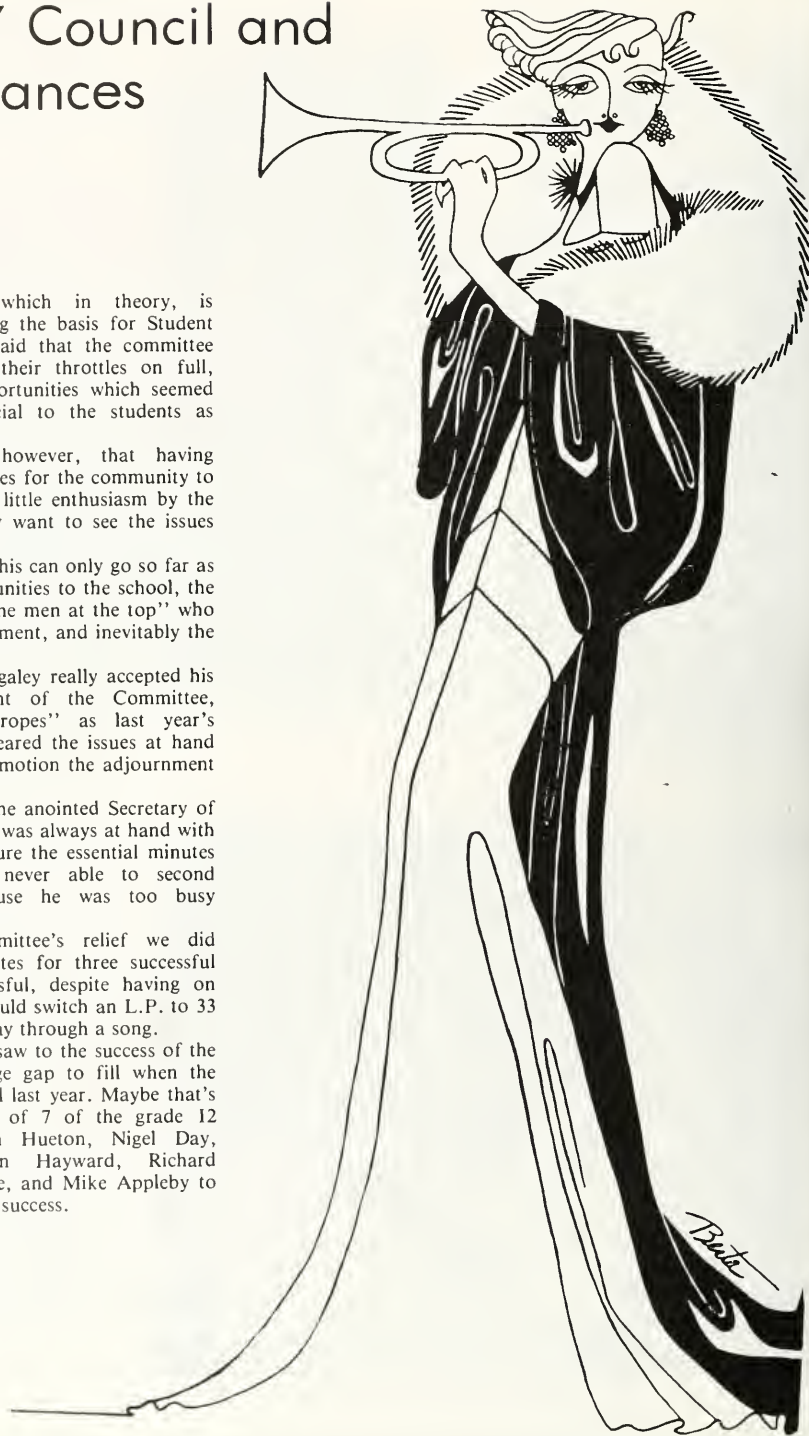 Council and
ances
which in theory, is
g the basis for Student
aid that the committee
their throttles on full,
ortunities which seemed
ial to the students as
however, that having
es for the community to
little enthusiasm by the
want to see the issues
his can only go so far as
unities to the school, the
ne men at the top" who
ment, and inevitably the
galey really accepted his
nt of the Committee,
ropes" as last year's
eared the issues at hand
motion the adjournment
ne anointed Secretary of
was always at hand with
ure the essential minutes
never able to second
use he was too busy
mittee's relief we did
tes for three successful
sful, despite having on
uld switch an L.P. to 33
ay through a song.
saw to the success of the
ge gap to fill when the
l last year. Maybe that's
of 7 of the grade 12
Hueton, Nigel Day,
n Hayward, Richard
e, and Mike Appleby to
success.